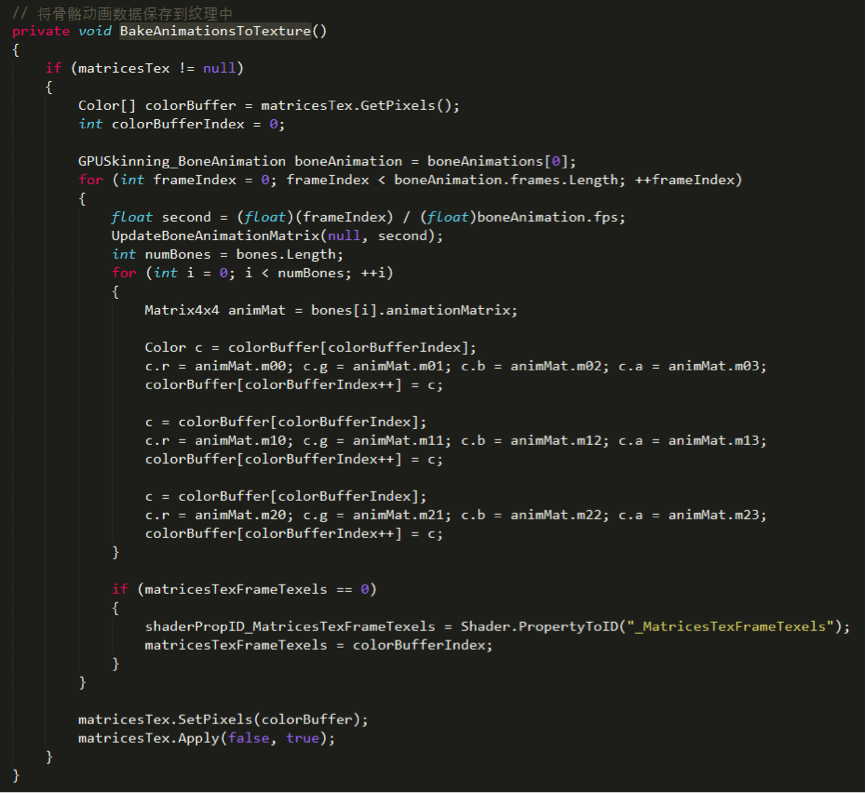 // 将骨骼动画数据保存到纹理中
private void BakeAnimationsToTexture()
{
if (matricesTex != null)
{
Color[] colorBuffer = matricesTex.GetPixels();
int colorBufferIndex = 0;
GPUSkinning_BoneAnimation boneAnimation = boneAnimations[0];
for (int frameIndex = 0; frameIndex < boneAnimation.frames.Length; ++frameIndex)
{
float second = (float)(frameIndex) / (float)boneAnimation.fps;
UpdateBoneAnimationMatrix(null, second);
int numBones = bones.Length;
for (int i = 0; i < numBones; ++i)
{
Matrix4x4 animMat = bones[i].animationMatrix;
Color c = colorBuffer[colorBufferIndex];
c.r = animMat.m00; c.g = animMat.m01; c.b = animMat.m02; c.a = animMat.m03;
colorBuffer[colorBufferIndex++] = c;
c = colorBuffer[colorBufferIndex];
c.r = animMat.m10; c.g = animMat.m11; c.b = animMat.m12; c.a = animMat.m13;
colorBuffer[colorBufferIndex++] = c;
c = colorBuffer[colorBufferIndex];
c.r = animMat.m20; c.g = animMat.m21; c.b = animMat.m22; c.a = animMat.m23;
colorBuffer[colorBufferIndex++] = c;
}
if (matricesTexFrameTexels == 0)
{
shaderPropID_MatricesTexFrameTexels = Shader.PropertyToID("_MatricesTexFrameTexels");
matricesTexFrameTexels = colorBufferIndex;
}
}
matricesTex.SetPixels(colorBuffer);
matricesTex.Apply(false, true);
}
}